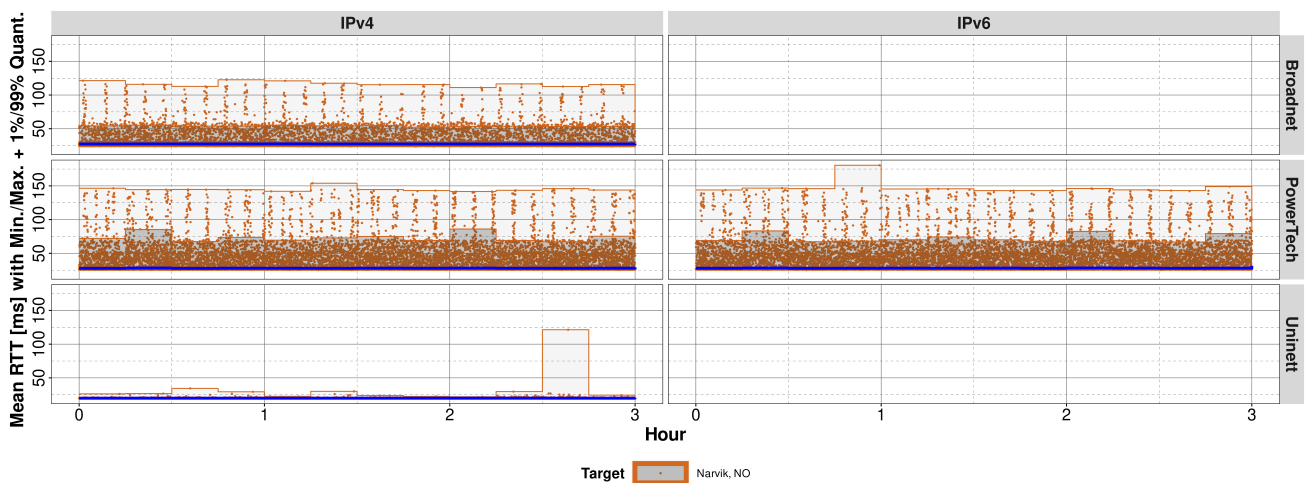 IPv4 IPv6
Mean RTT [ms] with Min./Max. + 1%/99% Quant.
50 100 150
Broadnet
50 100 150
PowerTech
50 100 150
Uninett
0 1 2 3 0 1 2 3
Hour
Target Narvik, NO